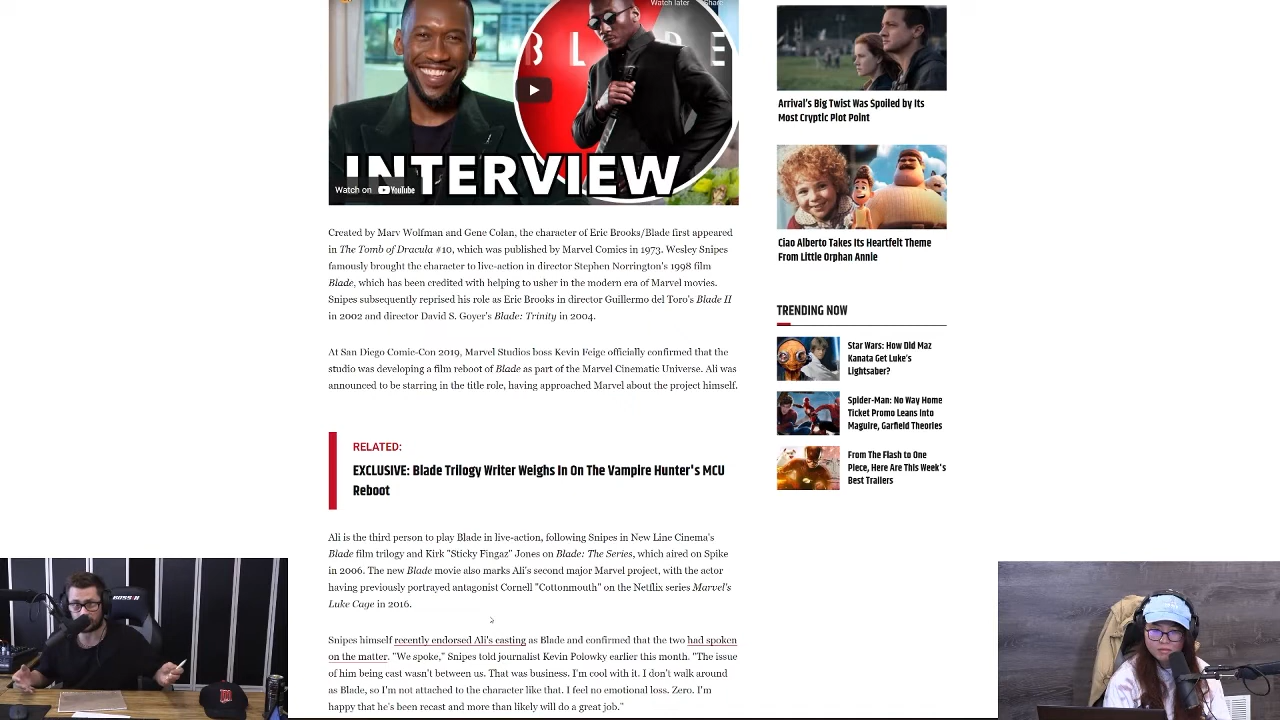 Watch later
Share
BLADE
INTERVIEW
Watch on YouTube
Created by Marv Wolfman and Gene Colan, the character of Eric Brooks/Blade first appeared
in The Tomb of Dracula #10, which was published by Marvel Comics in 1973. Wesley Snipes
famously brought the character to live-action in director Stephen Norrington's 1998 film
Blade, which has been credited with helping to usher in the modern era of Marvel movies.
Snipes subsequently reprised his role as Eric Brooks in director Guillermo del Toro's Blade II
in 2002 and director David S. Goyer's Blade: Trinity in 2004.
At San Diego Comic-Con 2019, Marvel Studios boss Kevin Feige officially confirmed that the
studio was developing a film reboot of Blade as part of the Marvel Cinematic Universe. Ali was
announced to be starring in the title role, having approached Marvel about the project himself.
RELATED:
EXCLUSIVE: Blade Trilogy Writer Weighs In On The Vampire Hunter's MCU
Reboot
Ali is the third person to play Blade in live-action, following Snipes in New Line Cinema's
Blade film trilogy and Kirk "Sticky Fingaz" Jones on Blade: The Series, which aired on Spike
in 2006. The new Blade movie also marks Ali's second major Marvel project, with the actor
having previously portrayed antagonist Cornell "Cottonmouth" on the Netflix series Marvel's
Luke Cage in 2016.
Snipes himself recently endorsed Ali's casting as Blade and confirmed that the two had spoken
on the matter. "We spoke," Snipes told journalist Kevin Polowky earlier this month. "The issue
of him being cast wasn't between us. That was business. I'm cool with it. I don't walk around
as Blade, so I'm not attached to the character like that. I feel no emotional loss. Zero. I'm
happy that he's been recast and more than likely will do a great job."
Arrival's Big Twist Was Spoiled by Its
Most Cryptic Plot Point
Ciao Alberto Takes Its Heartfelt Theme
From Little Orphan Annie
TRENDING NOW
Star Wars: How Did Maz
Kanata Get Luke's
Lightsaber?
Spider-Man: No Way Home
Ticket Promo Leans Into
Maguire, Garfield Theories
From The Flash to One
Piece, Here Are This Week's
Best Trailers